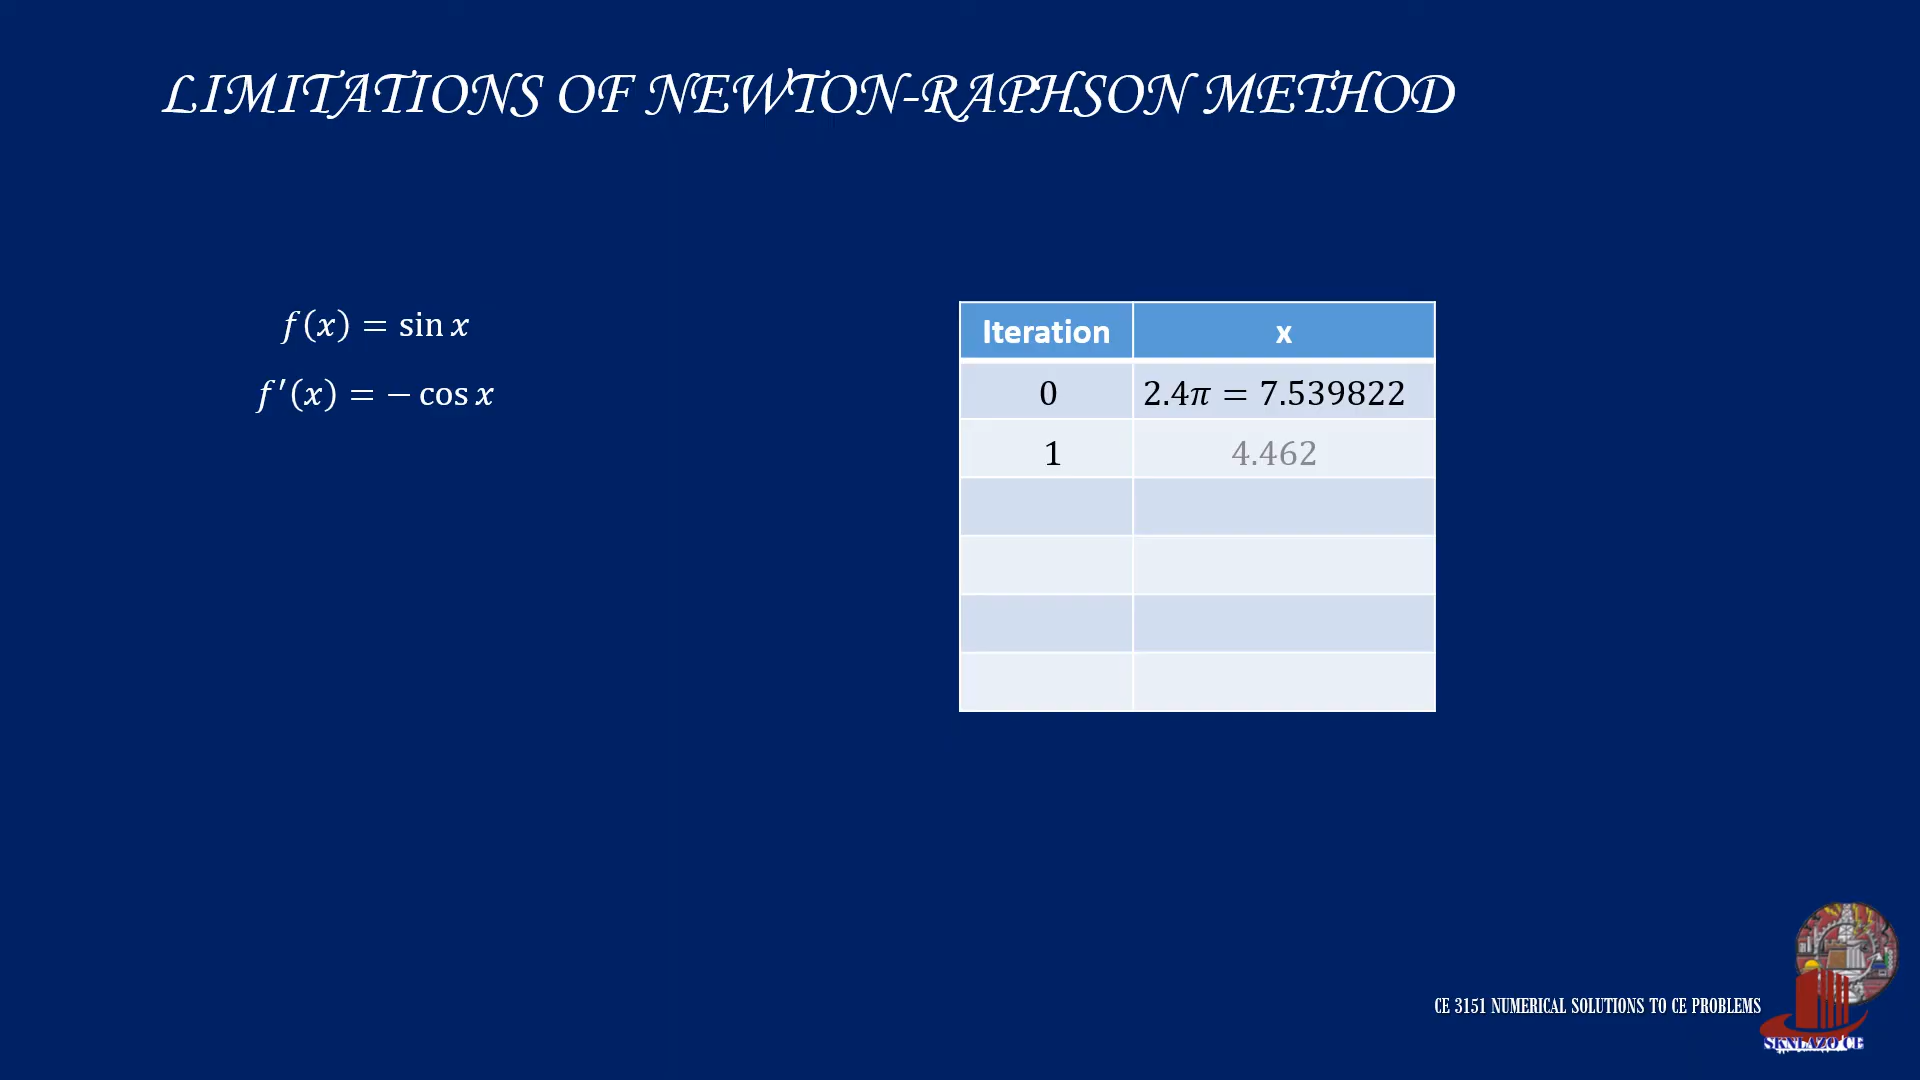 LIMITATIONS OF NEWTON-RAPHSON METHOD
f(x) = sin x
f′(x) = − cos x
Iteration x
0 2.4π = 7.539822
1 4.462
CE 3151 NUMERICAL SOLUTIONS TO CE PROBLEMS